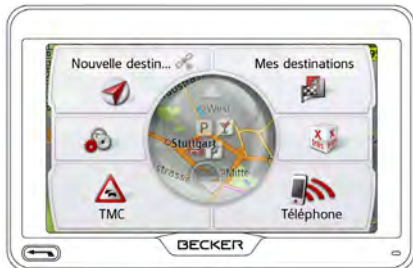 Nouvelle destin...
Mes destinations
West
P
Stuttgart
P
Mitte
TMC
Téléphone
BECKER